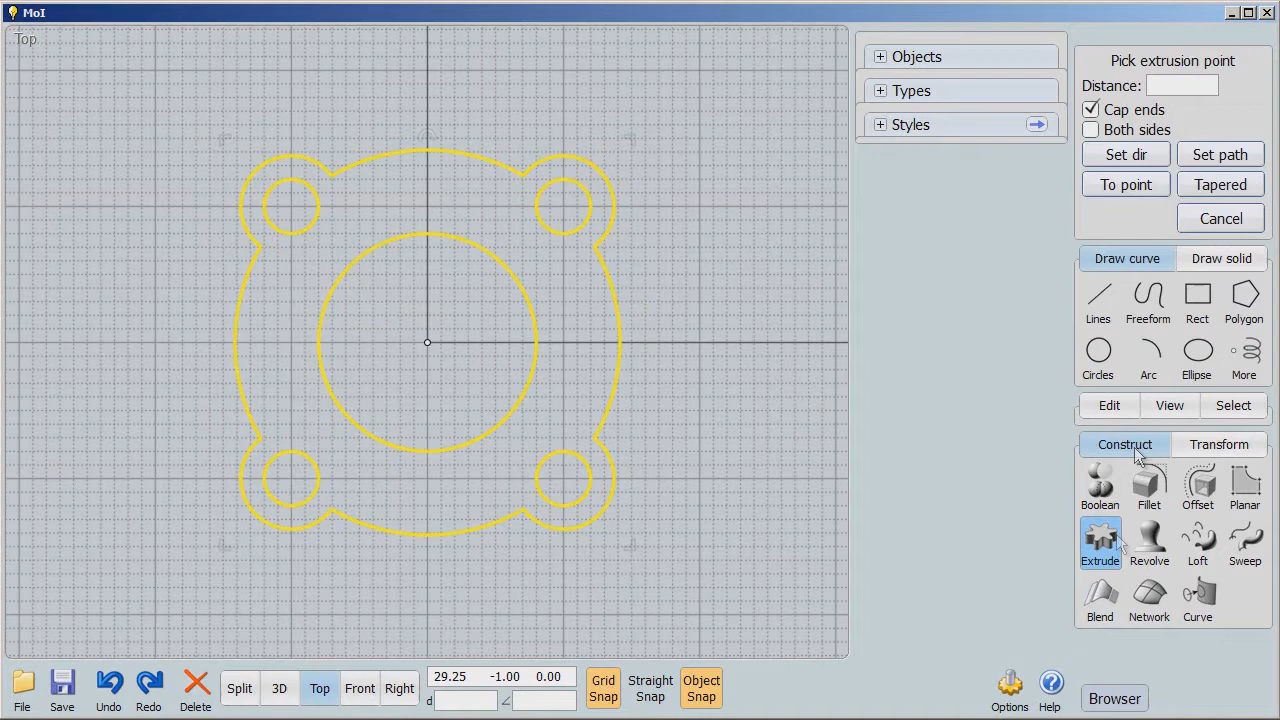 MoI
Top
Objects
Types
Styles
Pick extrusion point
Distance:
Cap ends
Both sides
Set dir Set path
To point Tapered
Cancel
Draw curve Draw solid
Lines Freeform Rect Polygon
Circles Arc Ellipse More
Edit View Select
Construct Transform
Boolean Fillet Offset Planar
Extrude Revolve Loft Sweep
Blend Network Curve
File Save Undo Redo Delete
Split 3D Top Front Right
29.25 -1.00 0.00
d
Grid Snap
Straight Snap
Object Snap
Options Help
Browser